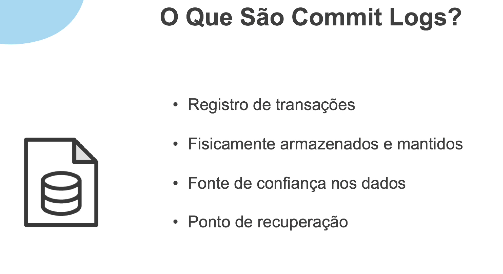 O Que São Commit Logs?
• Registro de transações
• Fisicamente armazenados e mantidos
• Fonte de confiança nos dados
• Ponto de recuperação